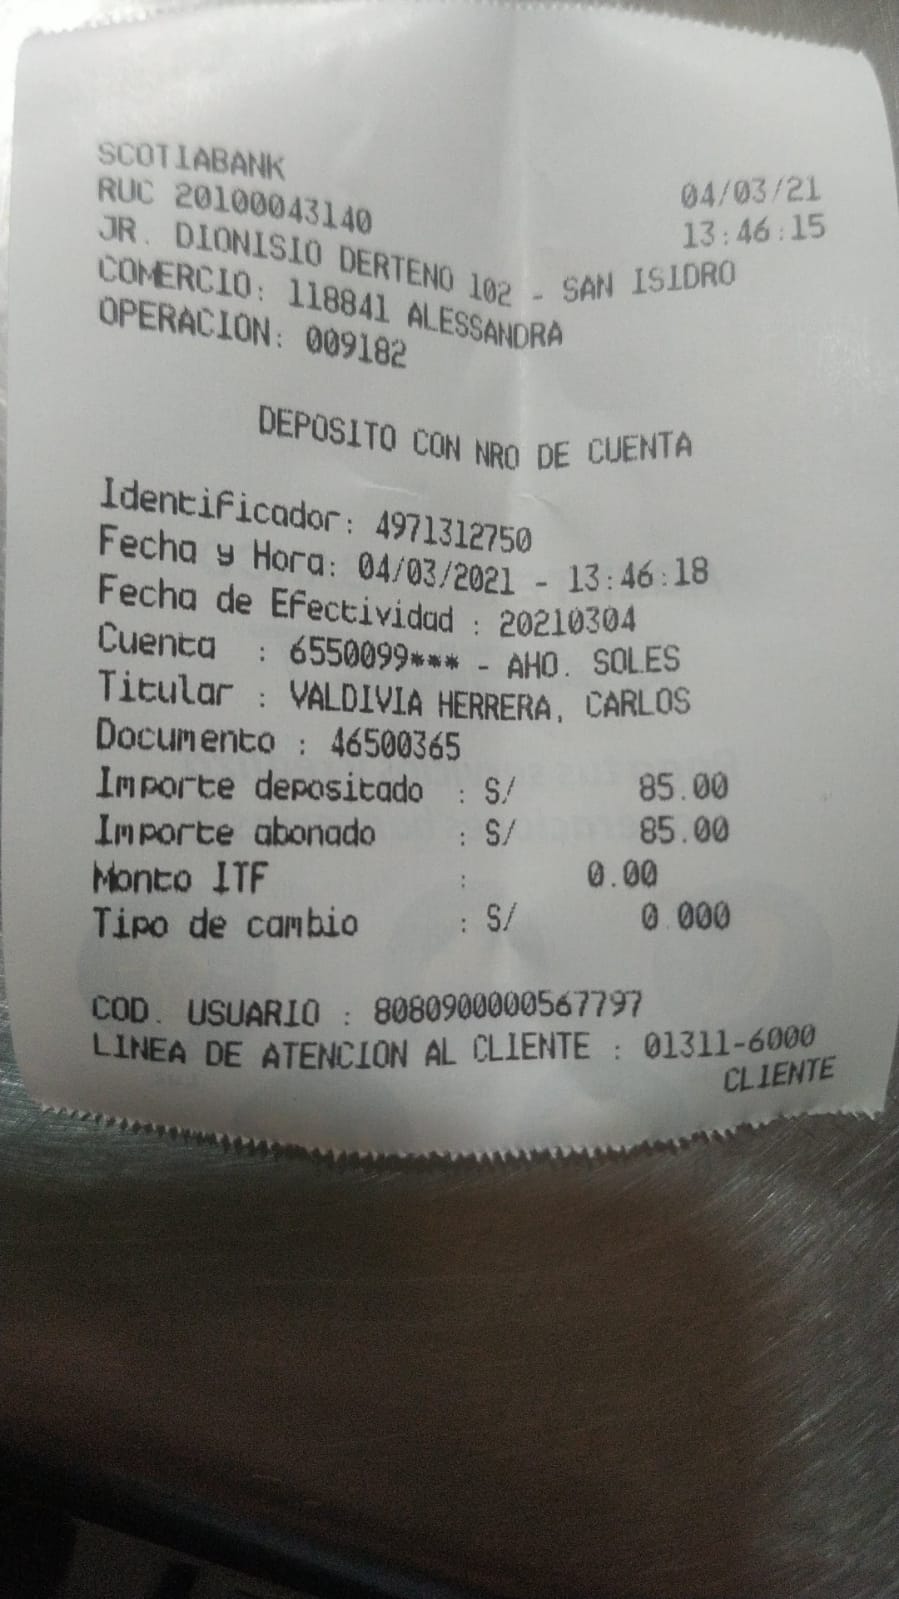 SCOTIABANK
RUC 20100043140 04/03/21
JR. DIONISIO DERTENO 102 - SAN ISIDRO 13:46:15
COMERCIO: 118841 ALESSANDRA
OPERACION: 009182
DEPOSITO CON NRO DE CUENTA
Identificador: 4971312750
Fecha y Hora: 04/03/2021 - 13:46:18
Fecha de Efectividad : 20210304
Cuenta : 6550099*** - AHO. SOLES
Titular : VALDIVIA HERRERA, CARLOS
Documento : 46500365
Importe depositado : S/ 85.00
Importe abonado : S/ 85.00
Monto ITF : 0.00
Tipo de cambio : S/ 0.000
COD. USUARIO : 8080900000567797
LINEA DE ATENCION AL CLIENTE : 01311-6000
CLIENTE